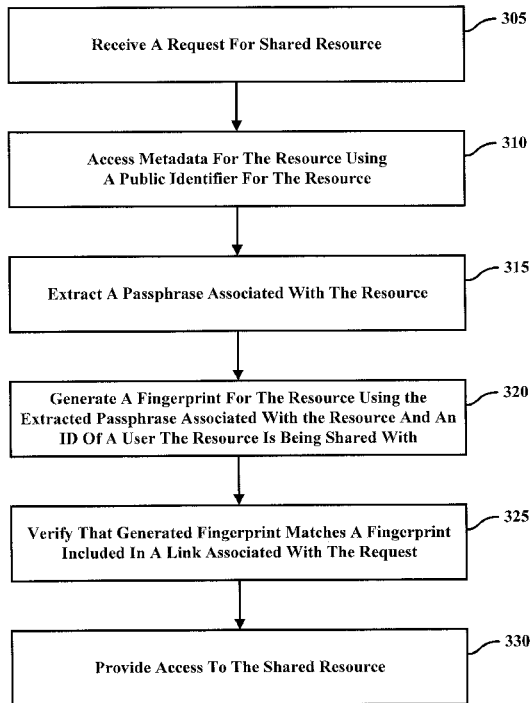 305
Receive A Request For Shared Resource
310
Access Metadata For The Resource Using
A Public Identifier For The Resource
315
Extract A Passphrase Associated With The Resource
320
Generate A Fingerprint For The Resource Using the
Extracted Passphrase Associated With the Resource And An
ID Of A User The Resource Is Being Shared With
325
Verify That Generated Fingerprint Matches A Fingerprint
Included In A Link Associated With The Request
330
Provide Access To The Shared Resource